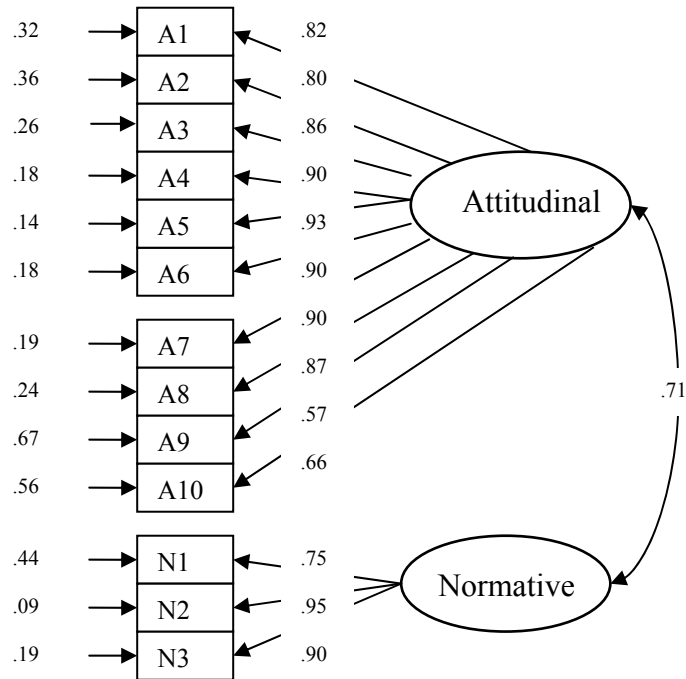 .32 A1 .82
.36 A2 .80
.26 A3 .86
.18 A4 .90
Attitudinal
.14 A5 .93
.18 A6 .90
.90
.19 A7
.87
.24 A8
.71
.57
.67 A9
.66
.56 A10
.44 N1 .75
Normative
.09 N2 .95
.19 N3 .90